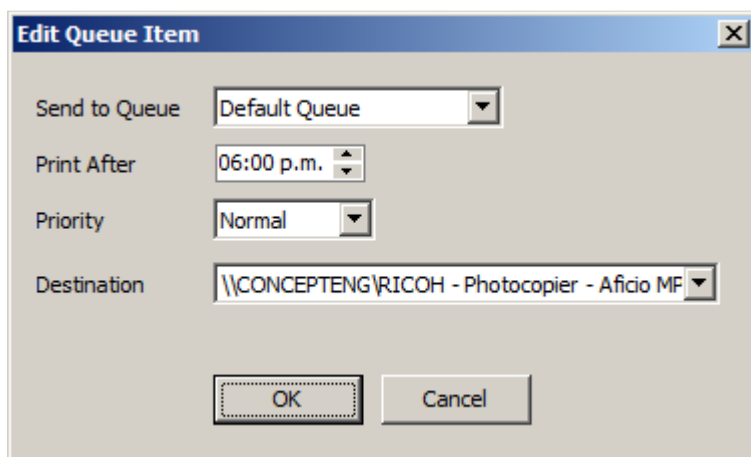 Edit Queue Item
Send to Queue Default Queue
Print After 06:00 p.m.
Priority Normal
Destination \\CONCEPTENG\RICOH - Photocopier - Aficio MP
OK Cancel